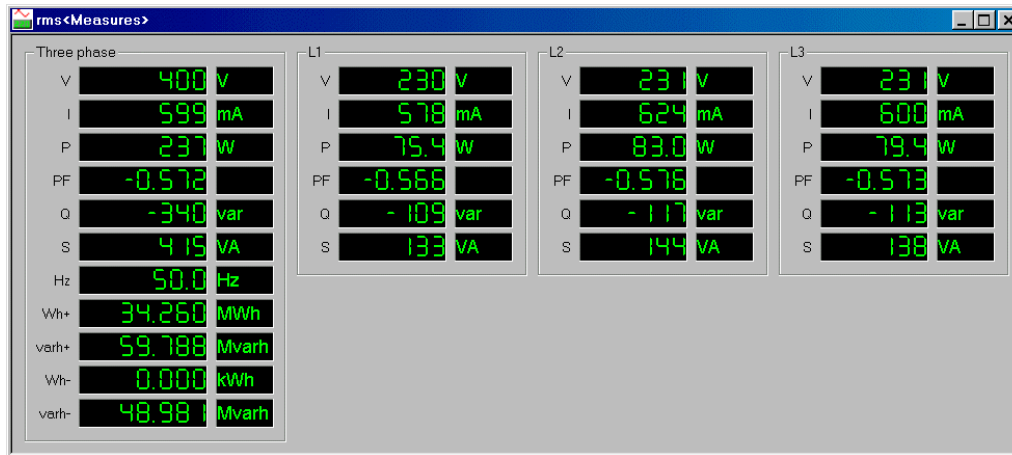 rms<Measures>
Three phase
V 400 V
I 599 mA
P 237 W
PF -0.572
Q -340 var
S 415 VA
Hz 50.0 Hz
Wh+ 34.260 MWh
varh+ 59.788 Mvarh
Wh- 0.000 kWh
varh- 48.981 Mvarh
L1
V 230 V
I 578 mA
P 75.4 W
PF -0.566
Q -109 var
S 133 VA
L2
V 231 V
I 624 mA
P 83.0 W
PF -0.576
Q -117 var
S 144 VA
L3
V 231 V
I 600 mA
P 79.4 W
PF -0.573
Q -113 var
S 138 VA